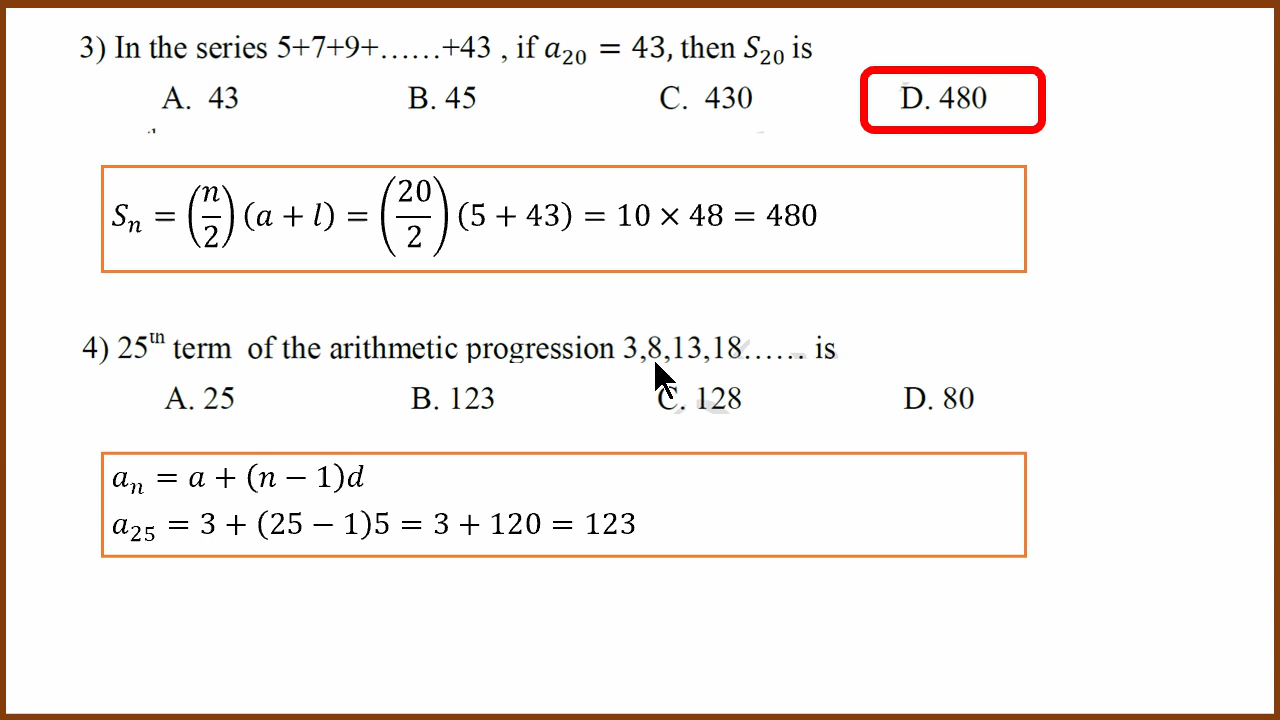 3) In the series 5+7+9+……+43 , if a₂₀ = 43, then S₂₀ is
A. 43 B. 45 C. 430 D. 480
Sₙ = (n/2) (a + l) = (20/2) (5 + 43) = 10 × 48 = 480
4) 25th term of the arithmetic progression 3,8,13,18…… is
A. 25 B. 123 C. 128 D. 80
aₙ = a + (n − 1)d
a₂₅ = 3 + (25 − 1)5 = 3 + 120 = 123